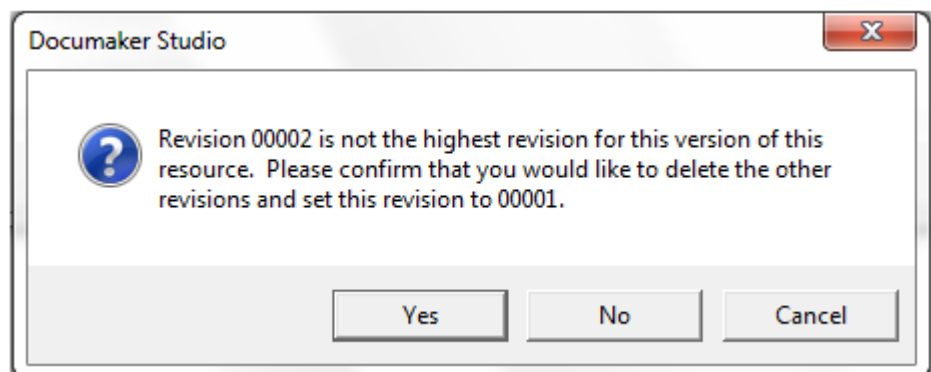 Documaker Studio
Revision 00002 is not the highest revision for this version of this
resource.  Please confirm that you would like to delete the other
revisions and set this revision to 00001.
Yes
No
Cancel